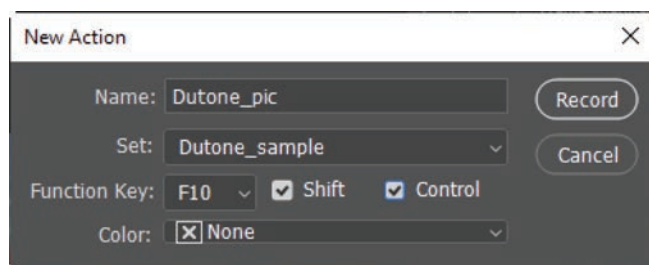 New Action
Name: Dutone_pic Record
Set: Dutone_sample Cancel
Function Key: F10 Shift Control
Color: None